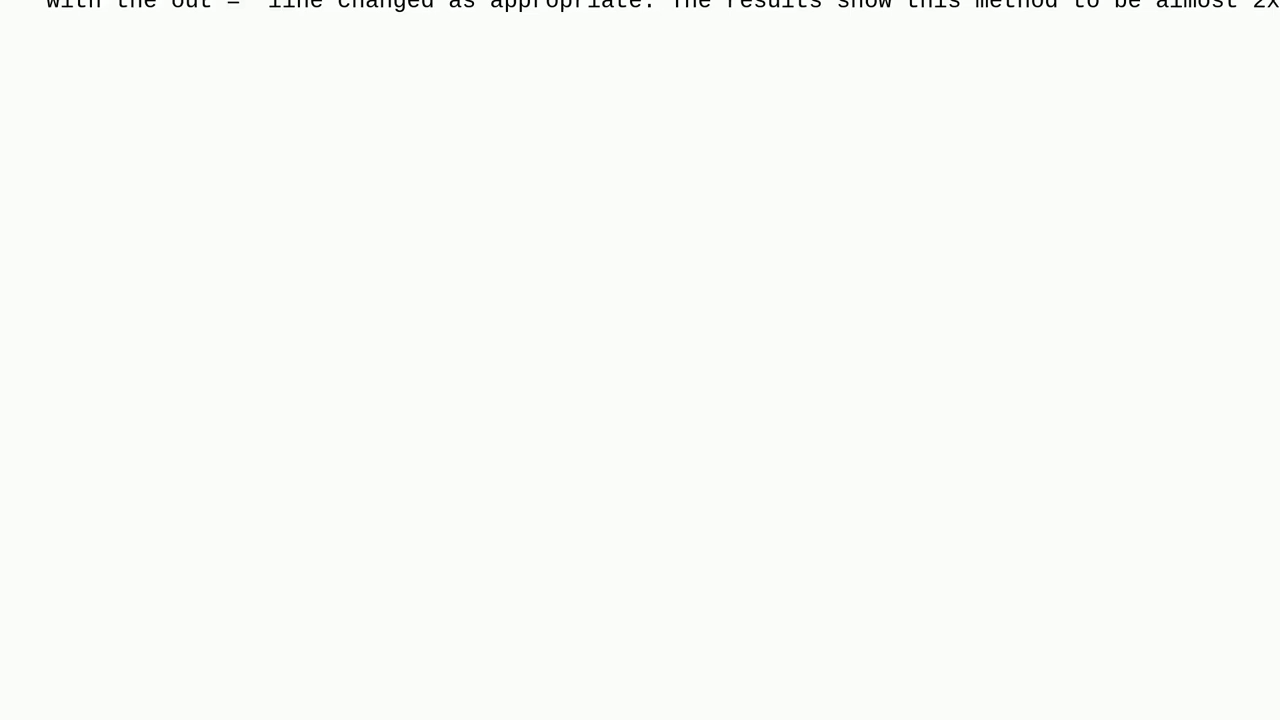 with the out = line changed as appropriate. The results show this method to be almost 2x